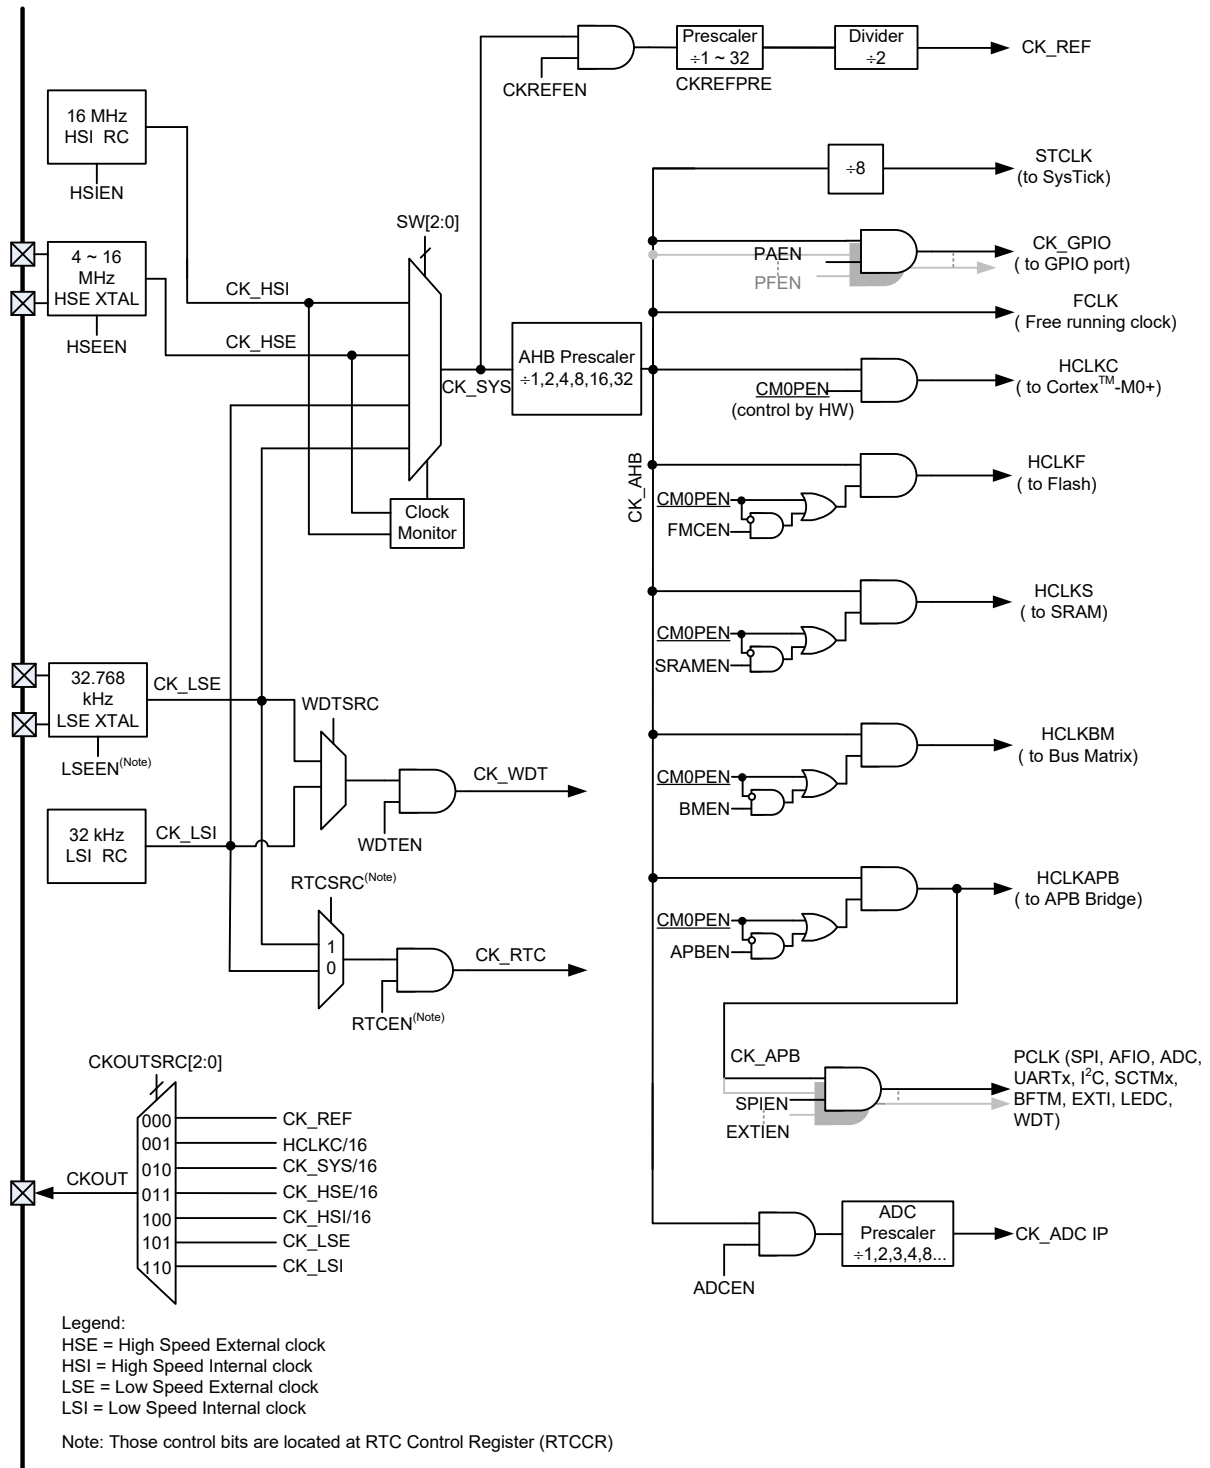 Prescaler
÷1 ~ 32
CKREFPRE
Divider
÷2
CK_REF
CKREFEN
16 MHz
HSI RC
HSIEN
÷8
STCLK
(to SysTick)
SW[2:0]
4 ~ 16
MHz
HSE XTAL
HSEEN
CK_HSI
CK_HSE
PAEN
PFEN
CK_GPIO
( to GPIO port)
FCLK
( Free running clock)
CK_SYS
AHB Prescaler
÷1,2,4,8,16,32
CM0PEN
(control by HW)
HCLKC
( to Cortex™-M0+)
CK_AHB
Clock
Monitor
CM0PEN
FMCEN
HCLKF
( to Flash)
CM0PEN
SRAMEN
HCLKS
( to SRAM)
32.768
kHz
LSE XTAL
LSEEN(Note)
CK_LSE
WDTSRC
CK_WDT
WDTEN
CM0PEN
BMEN
HCLKBM
( to Bus Matrix)
32 kHz
LSI RC
CK_LSI
RTCSRC(Note)
1
0
CK_RTC
RTCEN(Note)
CM0PEN
APBEN
HCLKAPB
( to APB Bridge)
CK_APB
SPIEN
EXTIEN
PCLK (SPI, AFIO, ADC,
UARTx, I2C, SCTMx,
BFTM, EXTI, LEDC,
WDT)
CKOUTSRC[2:0]
CKOUT
000 CK_REF
001 HCLKC/16
010 CK_SYS/16
011 CK_HSE/16
100 CK_HSI/16
101 CK_LSE
110 CK_LSI
ADC
Prescaler
÷1,2,3,4,8...
CK_ADC IP
ADCEN
Legend:
HSE = High Speed External clock
HSI = High Speed Internal clock
LSE = Low Speed External clock
LSI = Low Speed Internal clock
Note: Those control bits are located at RTC Control Register (RTCCR)